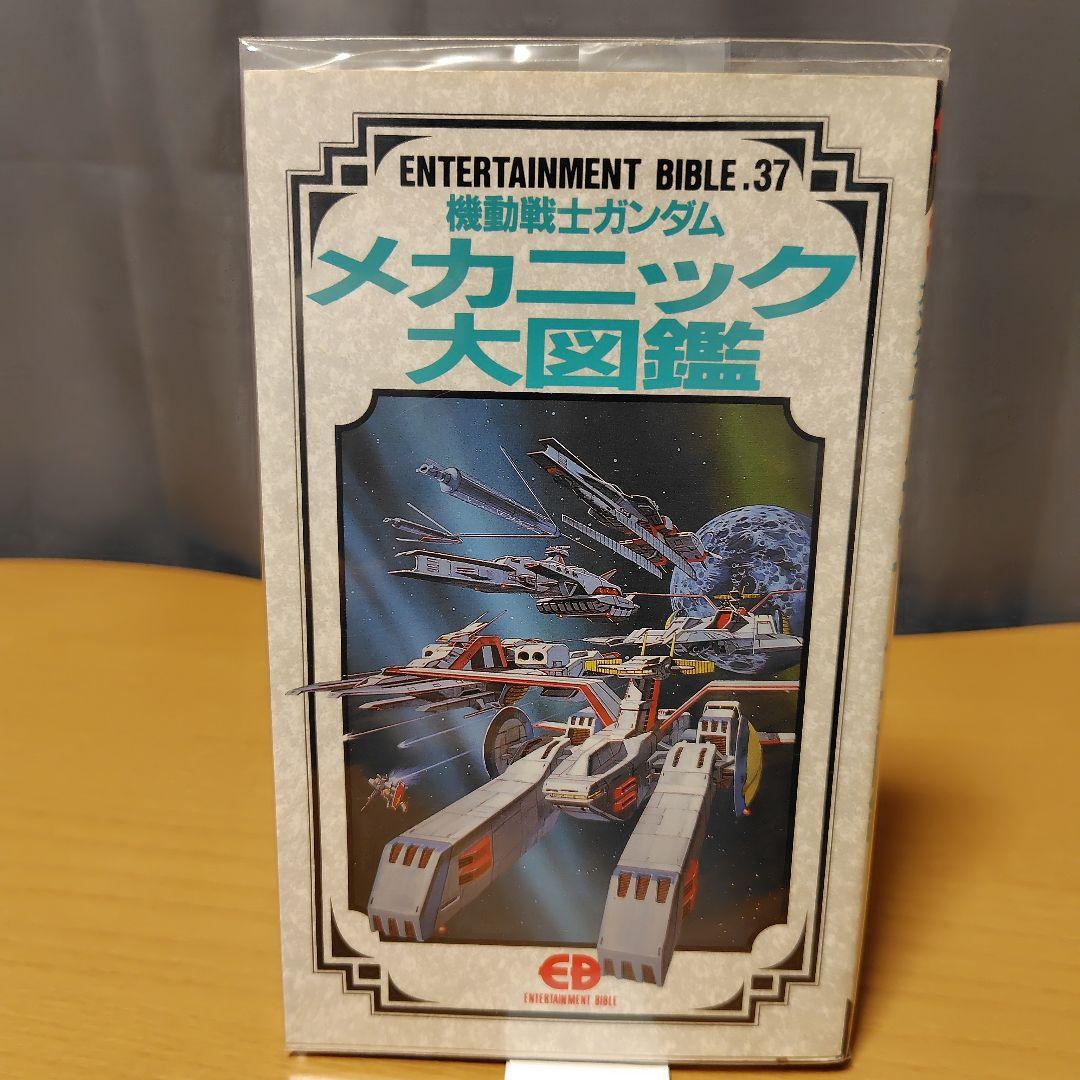 ENTERTAINMENT BIBLE.37
機動戦士ガンダム
メカニック
大図鑑
EB
ENTERTAINMENT BIBLE